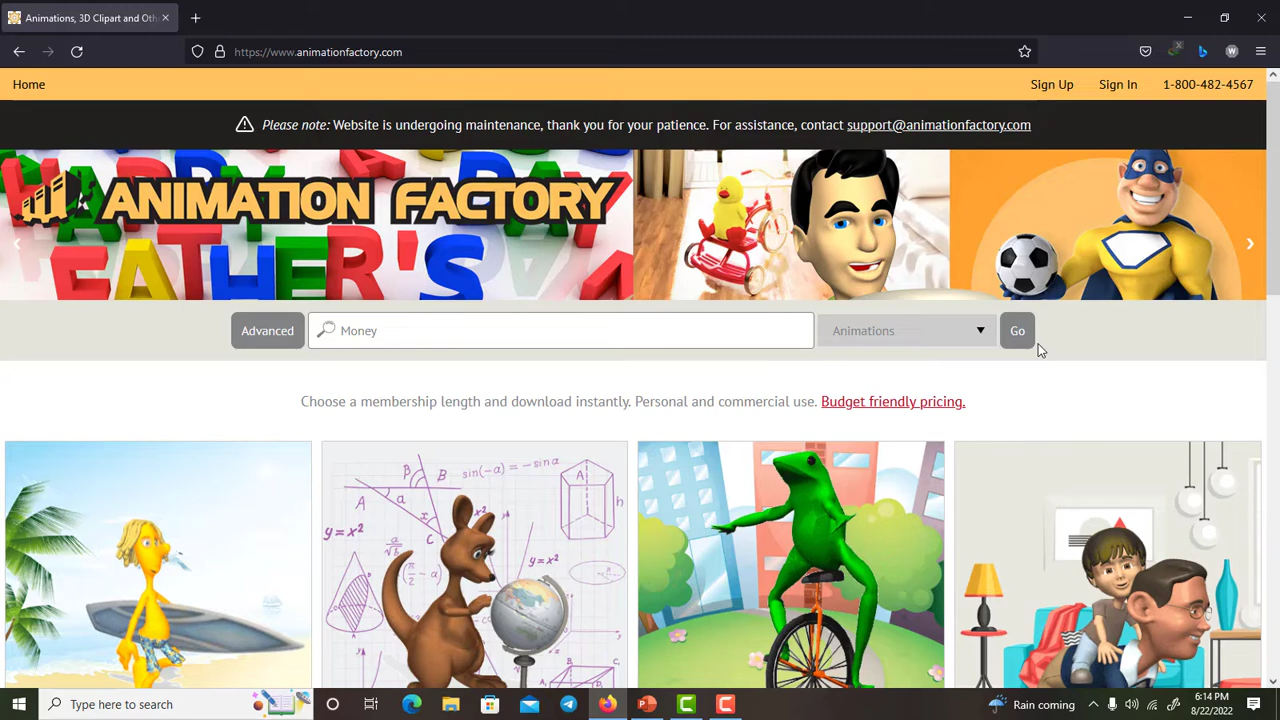 Animations, 3D Clipart and Oth
https://www.animationfactory.com
W
Home
Sign Up
Sign In
1-800-482-4567
Please note: Website is undergoing maintenance, thank you for your patience. For assistance, contact support@animationfactory.com
ANIMATION FACTORY
FATHER'S
Advanced
Money
Animations
Go
Choose a membership length and download instantly. Personal and commercial use. Budget friendly pricing.
Type here to search
Rain coming
6:14 PM
8/22/2022